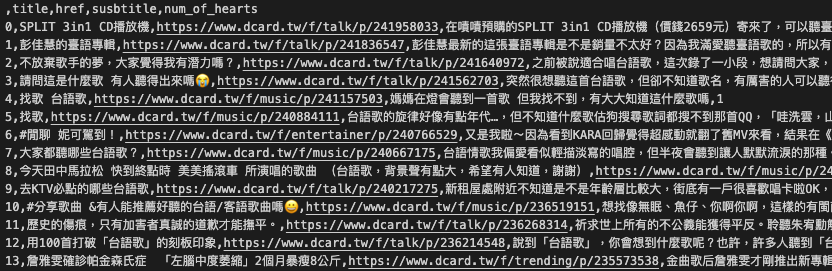 ,title,href,susbtitle,num_of_hearts
0,SPLIT 3in1 CD播放機,https://www.dcard.tw/f/talk/p/241958033,在嘖嘖預購的SPLIT 3in1 CD播放機（價錢2659元）寄來了，可以聽臺
1,彭佳慧的臺語專輯,https://www.dcard.tw/f/talk/p/241836547,彭佳慧最新的這張臺語專輯是不是銷量不太好？因為我滿愛聽臺語歌的，所以有
2,不放棄歌手的夢，大家覺得我有潛力嗎？,https://www.dcard.tw/f/talk/p/241640972,之前被說適合唱台語歌，這次錄了一小段，想請問大家，
3,請問這是什麼歌 有人聽得出來嗎😭,https://www.dcard.tw/f/talk/p/241562703,突然很想聽這首台語歌，但卻不知道歌名，有厲害的人可以聽
4,找歌 台語歌,https://www.dcard.tw/f/music/p/241157503,媽媽在燈會聽到一首歌 但我找不到，有大大知道這什麼歌嗎,1
5,找歌,https://www.dcard.tw/f/music/p/240884111,台語歌的旋律好像有點年代…，但不知道什麼歌估狗搜尋歌詞都搜不到那首QQ，「哇洗雲，山
6,#閒聊 妮可駕到！,https://www.dcard.tw/f/entertainer/p/240766529,又是我啦～因為看到KARA回歸覺得超感動就翻了舊MV來看，結果在《
7,大家都聽哪些台語歌？,https://www.dcard.tw/f/music/p/240667175,台語情歌我偏愛看似輕描淡寫的唱腔，但半夜會聽到讓人默默流淚的那種，
8,今天田中馬拉松 快到終點時 美美搖滾車 所演唱的歌曲 （台語歌，背景聲有點大，希望有人知道，謝謝）,https://www.dcard.tw/f/music/p
9,去KTV必點的哪些台語歌,https://www.dcard.tw/f/talk/p/240217275,新租屋處附近不知道是不是年齡層比較大，街底有一戶很喜歡唱卡啦OK，
10,#分享歌曲 &有人能推薦好聽的台語/客語歌曲嗎😀,https://www.dcard.tw/f/music/p/236519151,想找像無眠、魚仔、你啊你啊，這樣的有閩
11,歷史的傷痕，只有加害者真誠的道歉才能撫平。,https://www.dcard.tw/f/talk/p/236268314,祈求世上所有的不公義能獲得平反。聆聽朱宥勳
12,用100首打破「台語歌」的刻板印象,https://www.dcard.tw/f/talk/p/236214548,說到「台語歌」，你會想到什麼歌呢？也許，許多人聽到「台
13,詹雅雯確診帕金森氏症　「左腦中度萎縮」2個月暴瘦8公斤,https://www.dcard.tw/f/trending/p/235573538,金曲歌后詹雅雯才剛推出新專輯